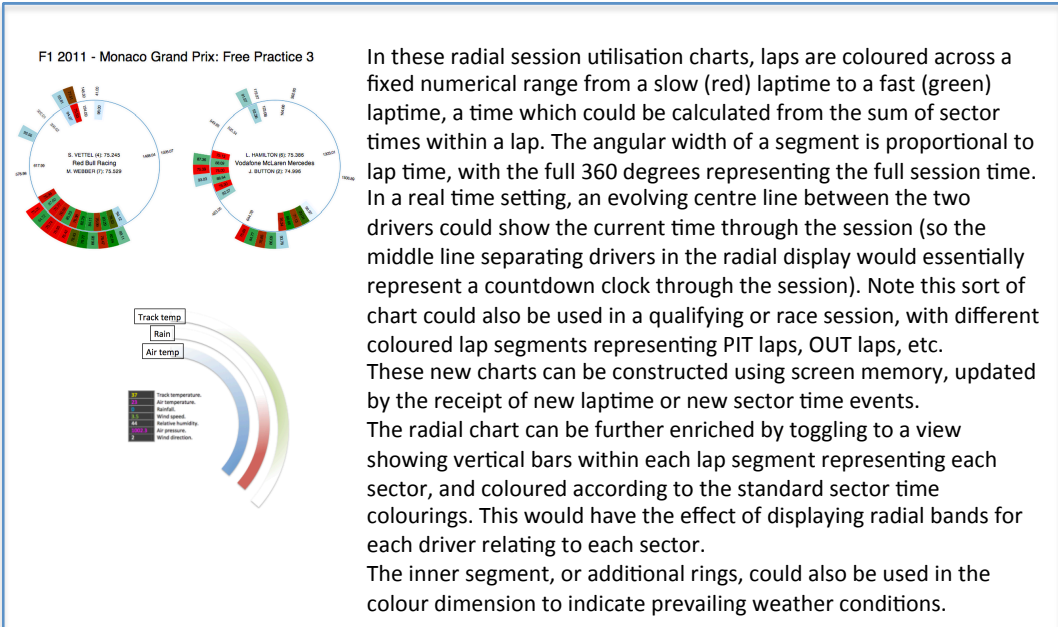 F1 2011 - Monaco Grand Prix: Free Practice 3
S. VETTEL (4): 75.245
Red Bull Racing
M. WEBBER (7): 75.529
L. HAMILTON (6): 75.386
Vodafone McLaren Mercedes
J. BUTTON (2): 74.996
Track temp
Rain
Air temp
37 Track temperature.
Air temperature.
Rainfall.
3.5 Wind speed.
44 Relative humidity.
Air pressure.
2 Wind direction.
In these radial session utilisation charts, laps are coloured across a
fixed numerical range from a slow (red) laptime to a fast (green)
laptime, a time which could be calculated from the sum of sector
times within a lap. The angular width of a segment is proportional to
lap time, with the full 360 degrees representing the full session time.
In a real time setting, an evolving centre line between the two
drivers could show the current time through the session (so the
middle line separating drivers in the radial display would essentially
represent a countdown clock through the session). Note this sort of
chart could also be used in a qualifying or race session, with different
coloured lap segments representing PIT laps, OUT laps, etc.
These new charts can be constructed using screen memory, updated
by the receipt of new laptime or new sector time events.
The radial chart can be further enriched by toggling to a view
showing vertical bars within each lap segment representing each
sector, and coloured according to the standard sector time
colourings. This would have the effect of displaying radial bands for
each driver relating to each sector.
The inner segment, or additional rings, could also be used in the
colour dimension to indicate prevailing weather conditions.